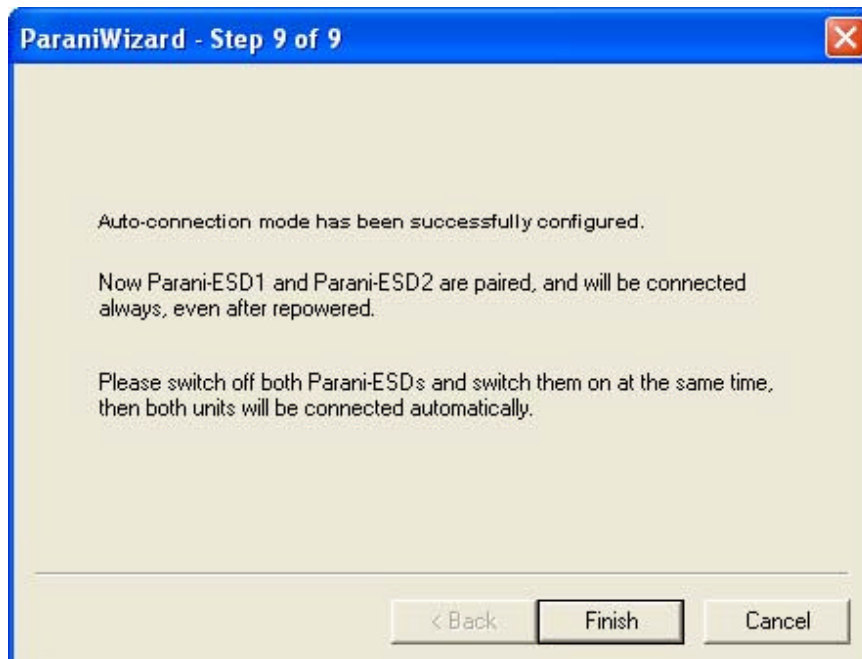 ParaniWizard - Step 9 of 9
Auto-connection mode has been successfully configured.
Now Parani-ESD1 and Parani-ESD2 are paired, and will be connected
always, even after repowered.
Please switch off both Parani-ESDs and switch them on at the same time,
then both units will be connected automatically.
< Back Finish Cancel